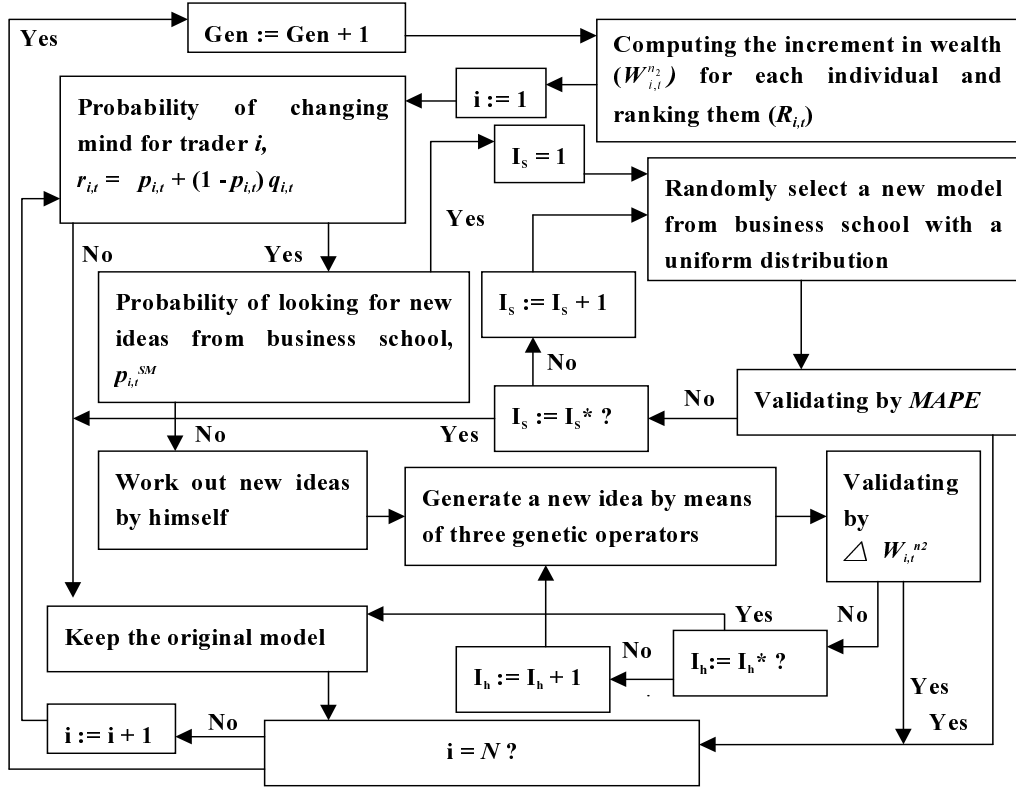 Yes
Gen := Gen + 1
Computing the increment in wealth
(W_{i,t}^{n_2}) for each individual and
ranking them (R_{i,t})
i := 1
Probability of changing
mind for trader i,
r_{i,t} = p_{i,t} + (1 - p_{i,t}) q_{i,t}
I_s = 1
Randomly select a new model
from business school with a
uniform distribution
Yes
No
Yes
Probability of looking for new
ideas from business school,
p_{i,t}^{SM}
I_s := I_s + 1
No
I_s := I_s* ?
No
Validating by MAPE
Yes
No
Work out new ideas
by himself
Generate a new idea by means
of three genetic operators
Validating
by
△ W_{i,t}^{n2}
Keep the original model
Yes
No
I_h := I_h + 1
No
I_h := I_h* ?
Yes
Yes
i := i + 1
No
i = N ?